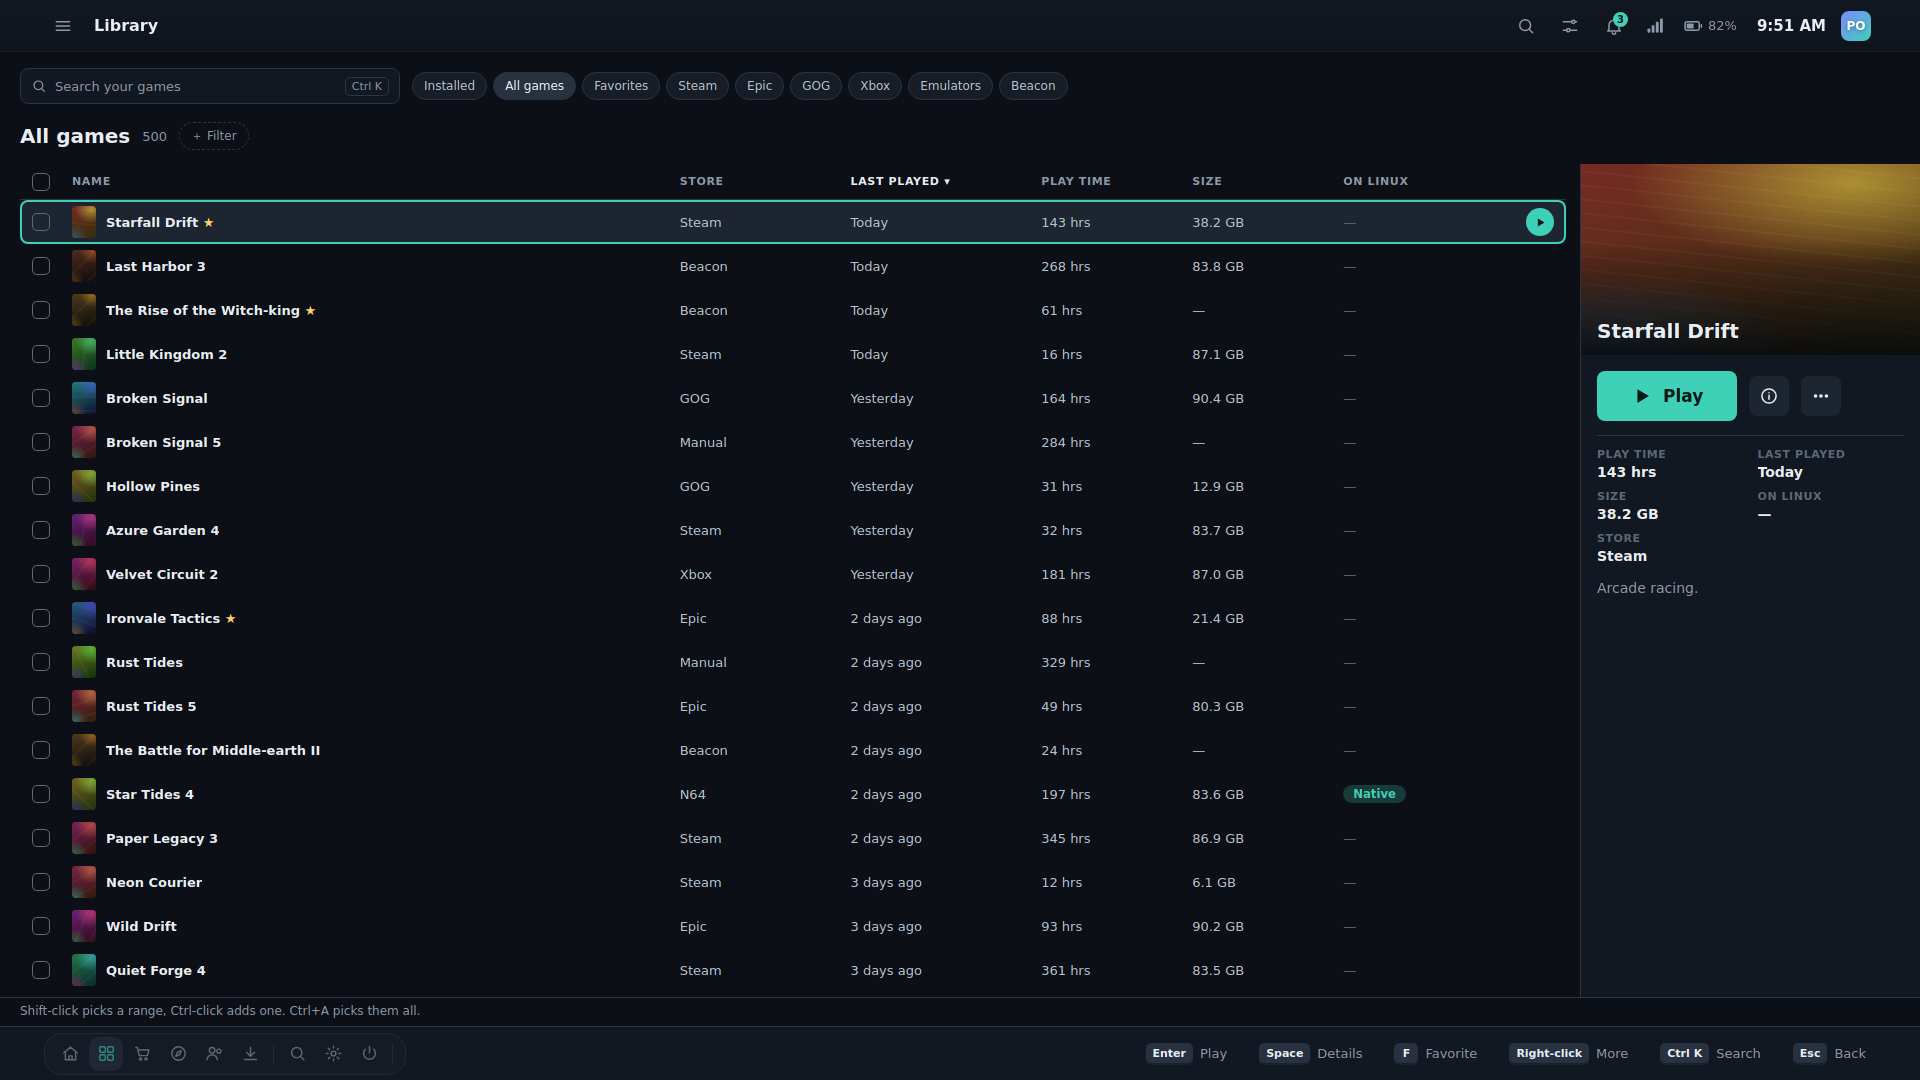 Library
3
82%
9:51 AM
PO
Search your games
Ctrl K
Installed
All games
Favorites
Steam
Epic
GOG
Xbox
Emulators
Beacon
All games 500 + Filter
NAME STORE LAST PLAYED ▾ PLAY TIME SIZE ON LINUX
Starfall Drift ★ Steam Today 143 hrs 38.2 GB —
Last Harbor 3 Beacon Today 268 hrs 83.8 GB —
The Rise of the Witch-king ★ Beacon Today 61 hrs — —
Little Kingdom 2 Steam Today 16 hrs 87.1 GB —
Broken Signal GOG Yesterday 164 hrs 90.4 GB —
Broken Signal 5 Manual Yesterday 284 hrs — —
Hollow Pines GOG Yesterday 31 hrs 12.9 GB —
Azure Garden 4 Steam Yesterday 32 hrs 83.7 GB —
Velvet Circuit 2 Xbox Yesterday 181 hrs 87.0 GB —
Ironvale Tactics ★ Epic 2 days ago 88 hrs 21.4 GB —
Rust Tides Manual 2 days ago 329 hrs — —
Rust Tides 5 Epic 2 days ago 49 hrs 80.3 GB —
The Battle for Middle-earth II Beacon 2 days ago 24 hrs — —
Star Tides 4 N64 2 days ago 197 hrs 83.6 GB Native
Paper Legacy 3 Steam 2 days ago 345 hrs 86.9 GB —
Neon Courier Steam 3 days ago 12 hrs 6.1 GB —
Wild Drift Epic 3 days ago 93 hrs 90.2 GB —
Quiet Forge 4 Steam 3 days ago 361 hrs 83.5 GB —
Starfall Drift
Play
PLAY TIME LAST PLAYED
143 hrs Today
SIZE ON LINUX
38.2 GB —
STORE
Steam
Arcade racing.
Shift-click picks a range, Ctrl-click adds one. Ctrl+A picks them all.
Enter Play Space Details F Favorite Right-click More Ctrl K Search Esc Back